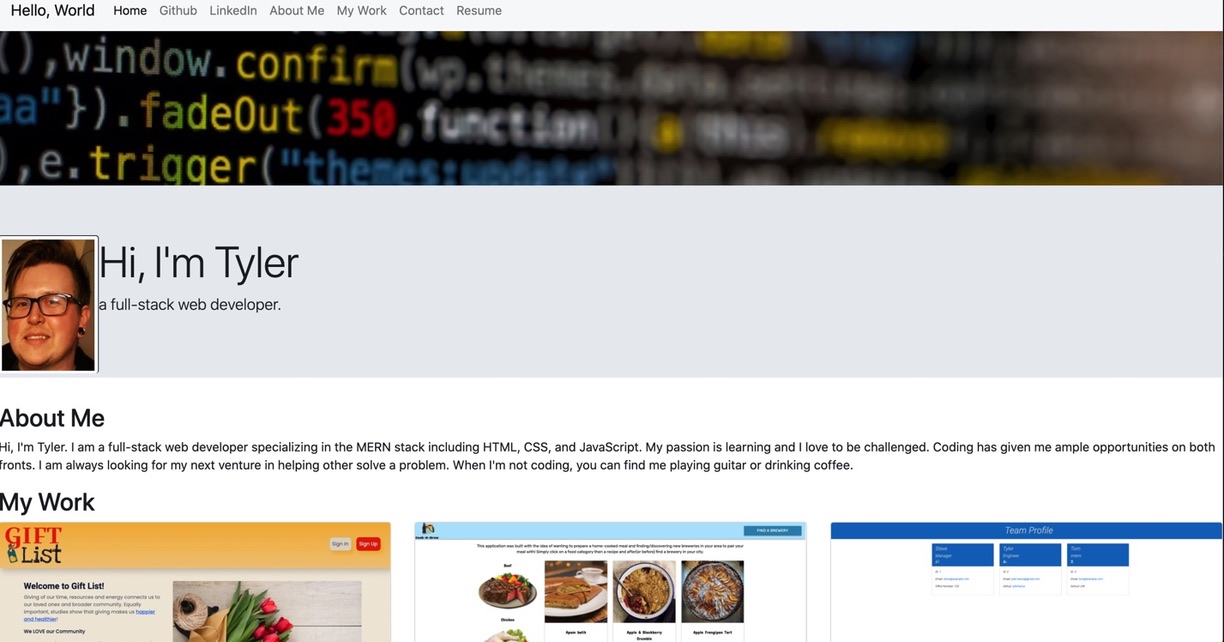 Hello, World Home Github LinkedIn About Me My Work Contact Resume
(),window.confirm(wp.themes.data.settings.
aa"}).fadeOut(350,function() { this remove
),e.trigger("themes:update"
Hi, I'm Tyler
a full-stack web developer.
About Me
Hi, I'm Tyler. I am a full-stack web developer specializing in the MERN stack including HTML, CSS, and JavaScript. My passion is learning and I love to be challenged. Coding has given me ample opportunities on both
fronts. I am always looking for my next venture in helping other solve a problem. When I'm not coding, you can find me playing guitar or drinking coffee.
My Work
GIFT
List
Sign In Sign Up
Welcome to Gift List!
Giving of our time, resources and energy connects us to
our loved ones and broader community. Equally
important, studies show that giving makes us happier
and healthier!
We LOVE our Community
FIND A BREWERY
This application was built with the idea of wanting to prepare a home-cooked meal and finding/discovering new breweries in your area to pair your
meal with! Simply click on a food category then a recipe and after(or before) find a brewery in your city.
Beef
Chicken
Apam balik
Apple & Blackberry
Crumble
Apple Frangipan Tart
Team Profile
Steve
Manager
Tyler
Engineer
Tom
Intern